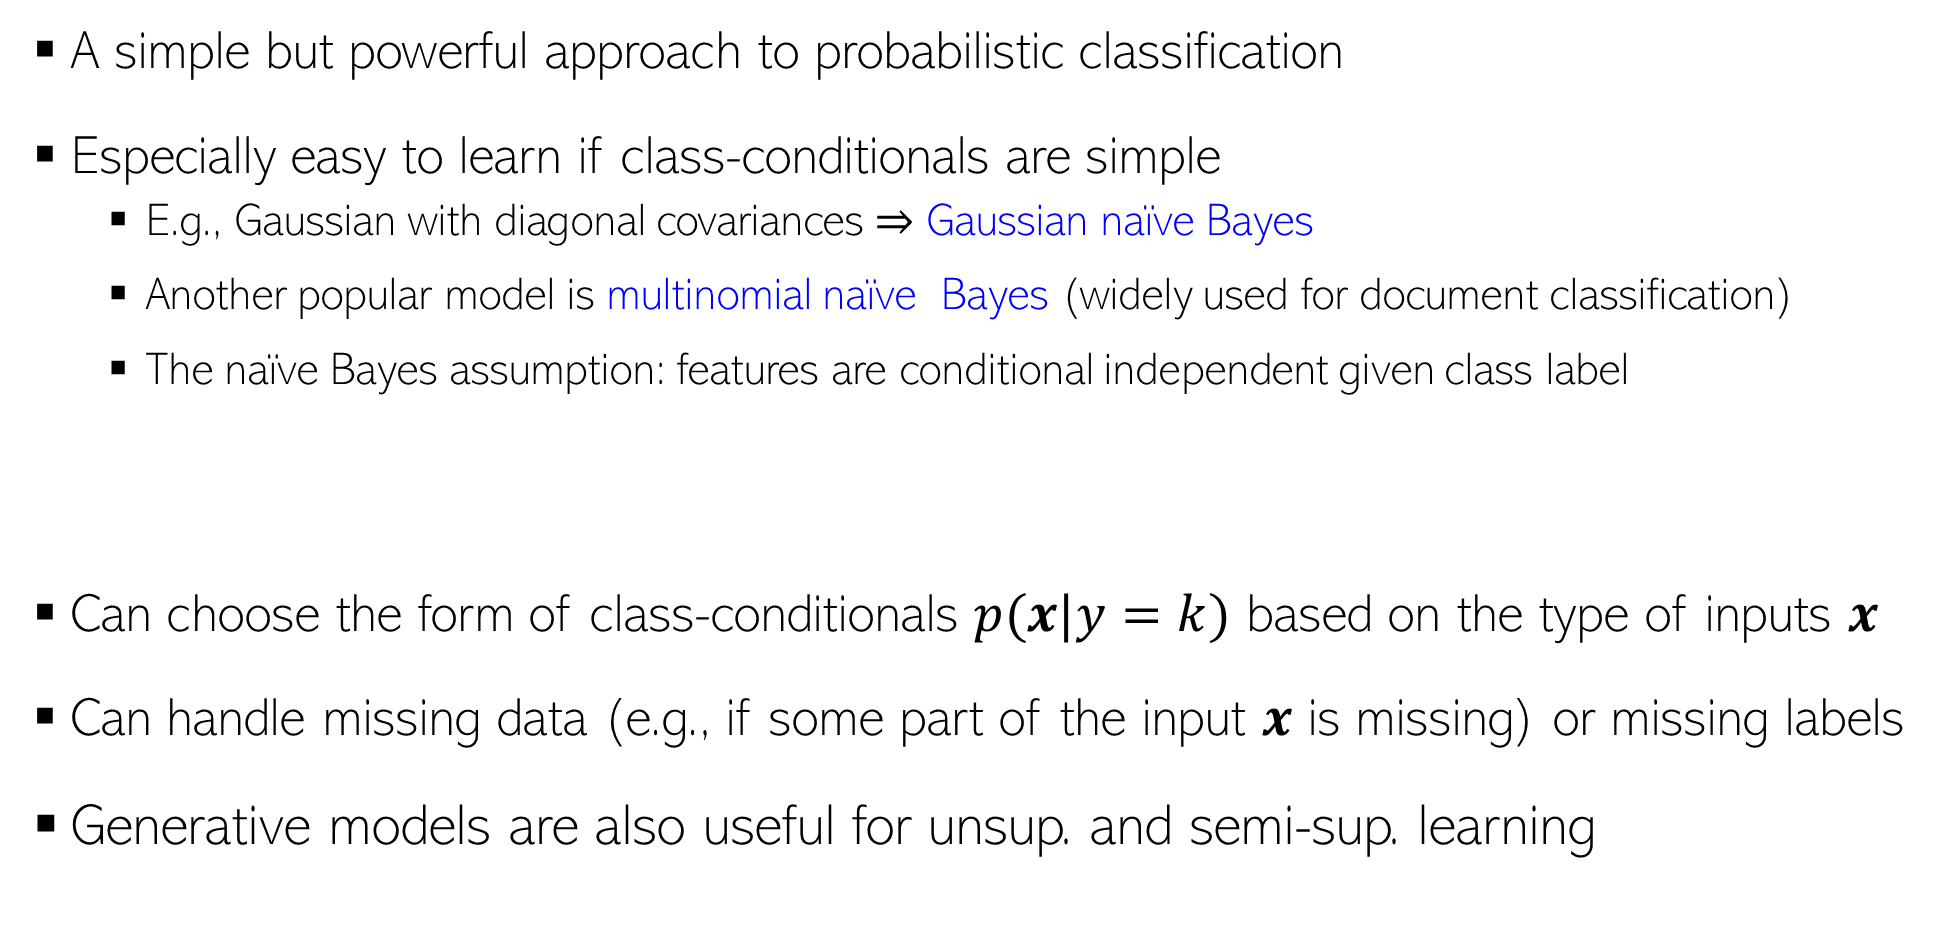 ▪ A simple but powerful approach to probabilistic classification
▪ Especially easy to learn if class-conditionals are simple
▪ E.g., Gaussian with diagonal covariances ⇒ Gaussian naïve Bayes
▪ Another popular model is multinomial naïve Bayes (widely used for document classification)
▪ The naïve Bayes assumption: features are conditional independent given class label
▪ Can choose the form of class-conditionals p(x|y = k) based on the type of inputs x
▪ Can handle missing data (e.g., if some part of the input x is missing) or missing labels
▪ Generative models are also useful for unsup. and semi-sup. learning